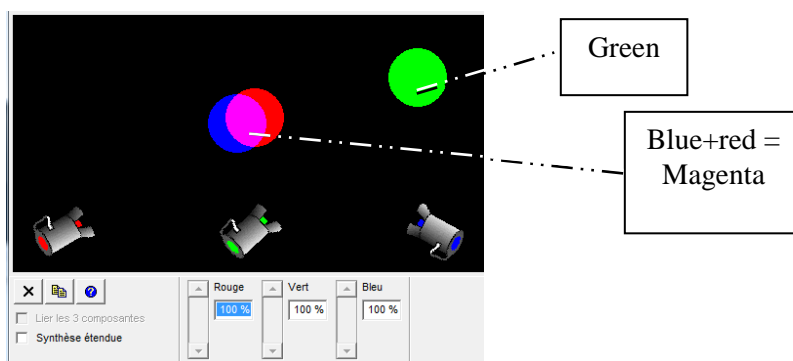 Green
Blue+red =
Magenta
Rouge
Vert
Bleu
100 %
100 %
100 %
Lier les 3 composantes
Synthèse étendue